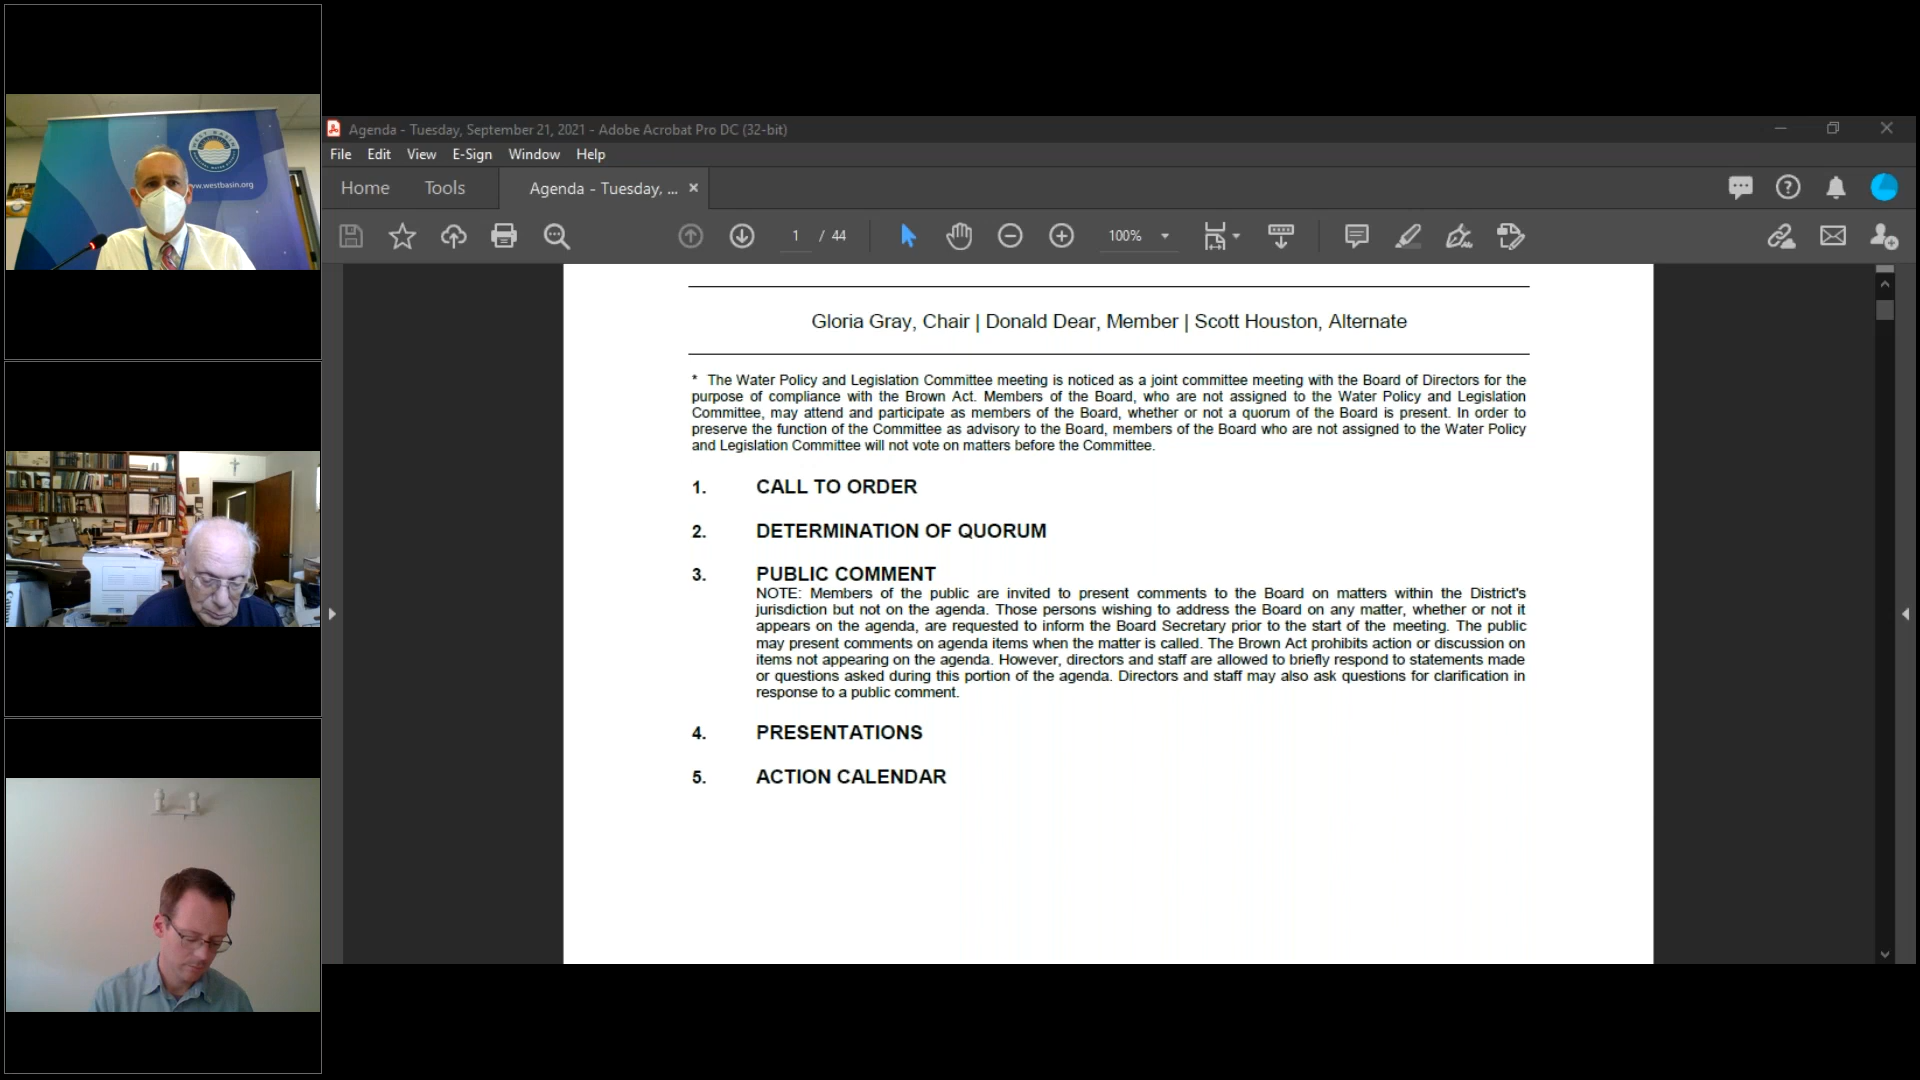 WEST BASIN
www.westbasin.org
Canon
Agenda - Tuesday, September 21, 2021 - Adobe Acrobat Pro DC (32-bit)
File Edit View E-Sign Window Help
Home Tools Agenda - Tuesday, ...
1 / 44 100%
Gloria Gray, Chair | Donald Dear, Member | Scott Houston, Alternate
* The Water Policy and Legislation Committee meeting is noticed as a joint committee meeting with the Board of Directors for the
purpose of compliance with the Brown Act. Members of the Board, who are not assigned to the Water Policy and Legislation
Committee, may attend and participate as members of the Board, whether or not a quorum of the Board is present. In order to
preserve the function of the Committee as advisory to the Board, members of the Board who are not assigned to the Water Policy
and Legislation Committee will not vote on matters before the Committee.
1. CALL TO ORDER
2. DETERMINATION OF QUORUM
3. PUBLIC COMMENT
NOTE: Members of the public are invited to present comments to the Board on matters within the District's
jurisdiction but not on the agenda. Those persons wishing to address the Board on any matter, whether or not it
appears on the agenda, are requested to inform the Board Secretary prior to the start of the meeting. The public
may present comments on agenda items when the matter is called. The Brown Act prohibits action or discussion on
items not appearing on the agenda. However, directors and staff are allowed to briefly respond to statements made
or questions asked during this portion of the agenda. Directors and staff may also ask questions for clarification in
response to a public comment.
4. PRESENTATIONS
5. ACTION CALENDAR